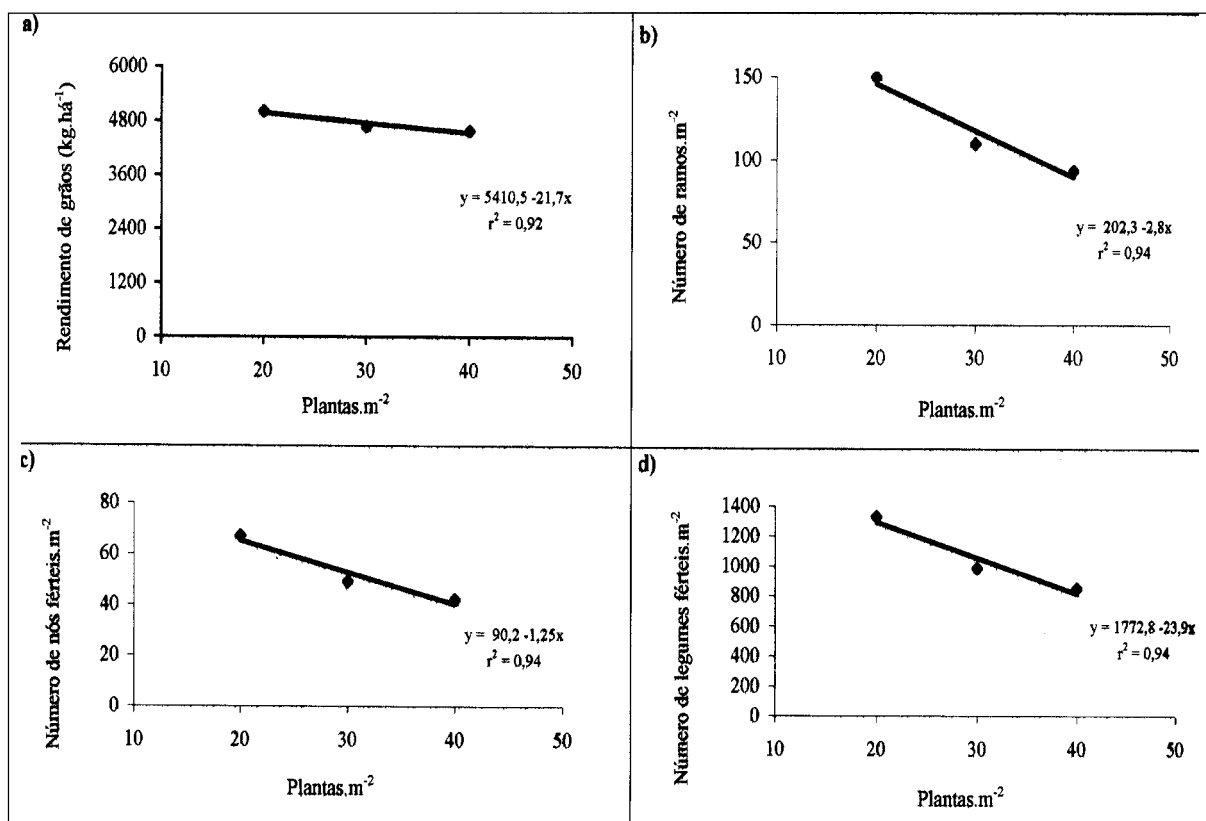 a)
Rendimento de grãos (kg.há⁻¹)
6000
4800
3600
2400
1200
0
10 20 30 40 50
Plantas.m⁻²
y = 5410,5 -21,7x
r² = 0,92
b)
Número de ramos.m⁻²
150
100
50
0
10 20 30 40 50
Plantas.m⁻²
y = 202,3 -2,8x
r² = 0,94
c)
Número de nós férteis.m⁻²
80
60
40
20
0
10 20 30 40 50
Plantas.m⁻²
y = 90,2 -1,25x
r² = 0,94
d)
Número de legumes férteis.m⁻²
1400
1200
1000
800
600
400
200
0
10 20 30 40 50
Plantas.m⁻²
y = 1772,8 -23,9x
r² = 0,94